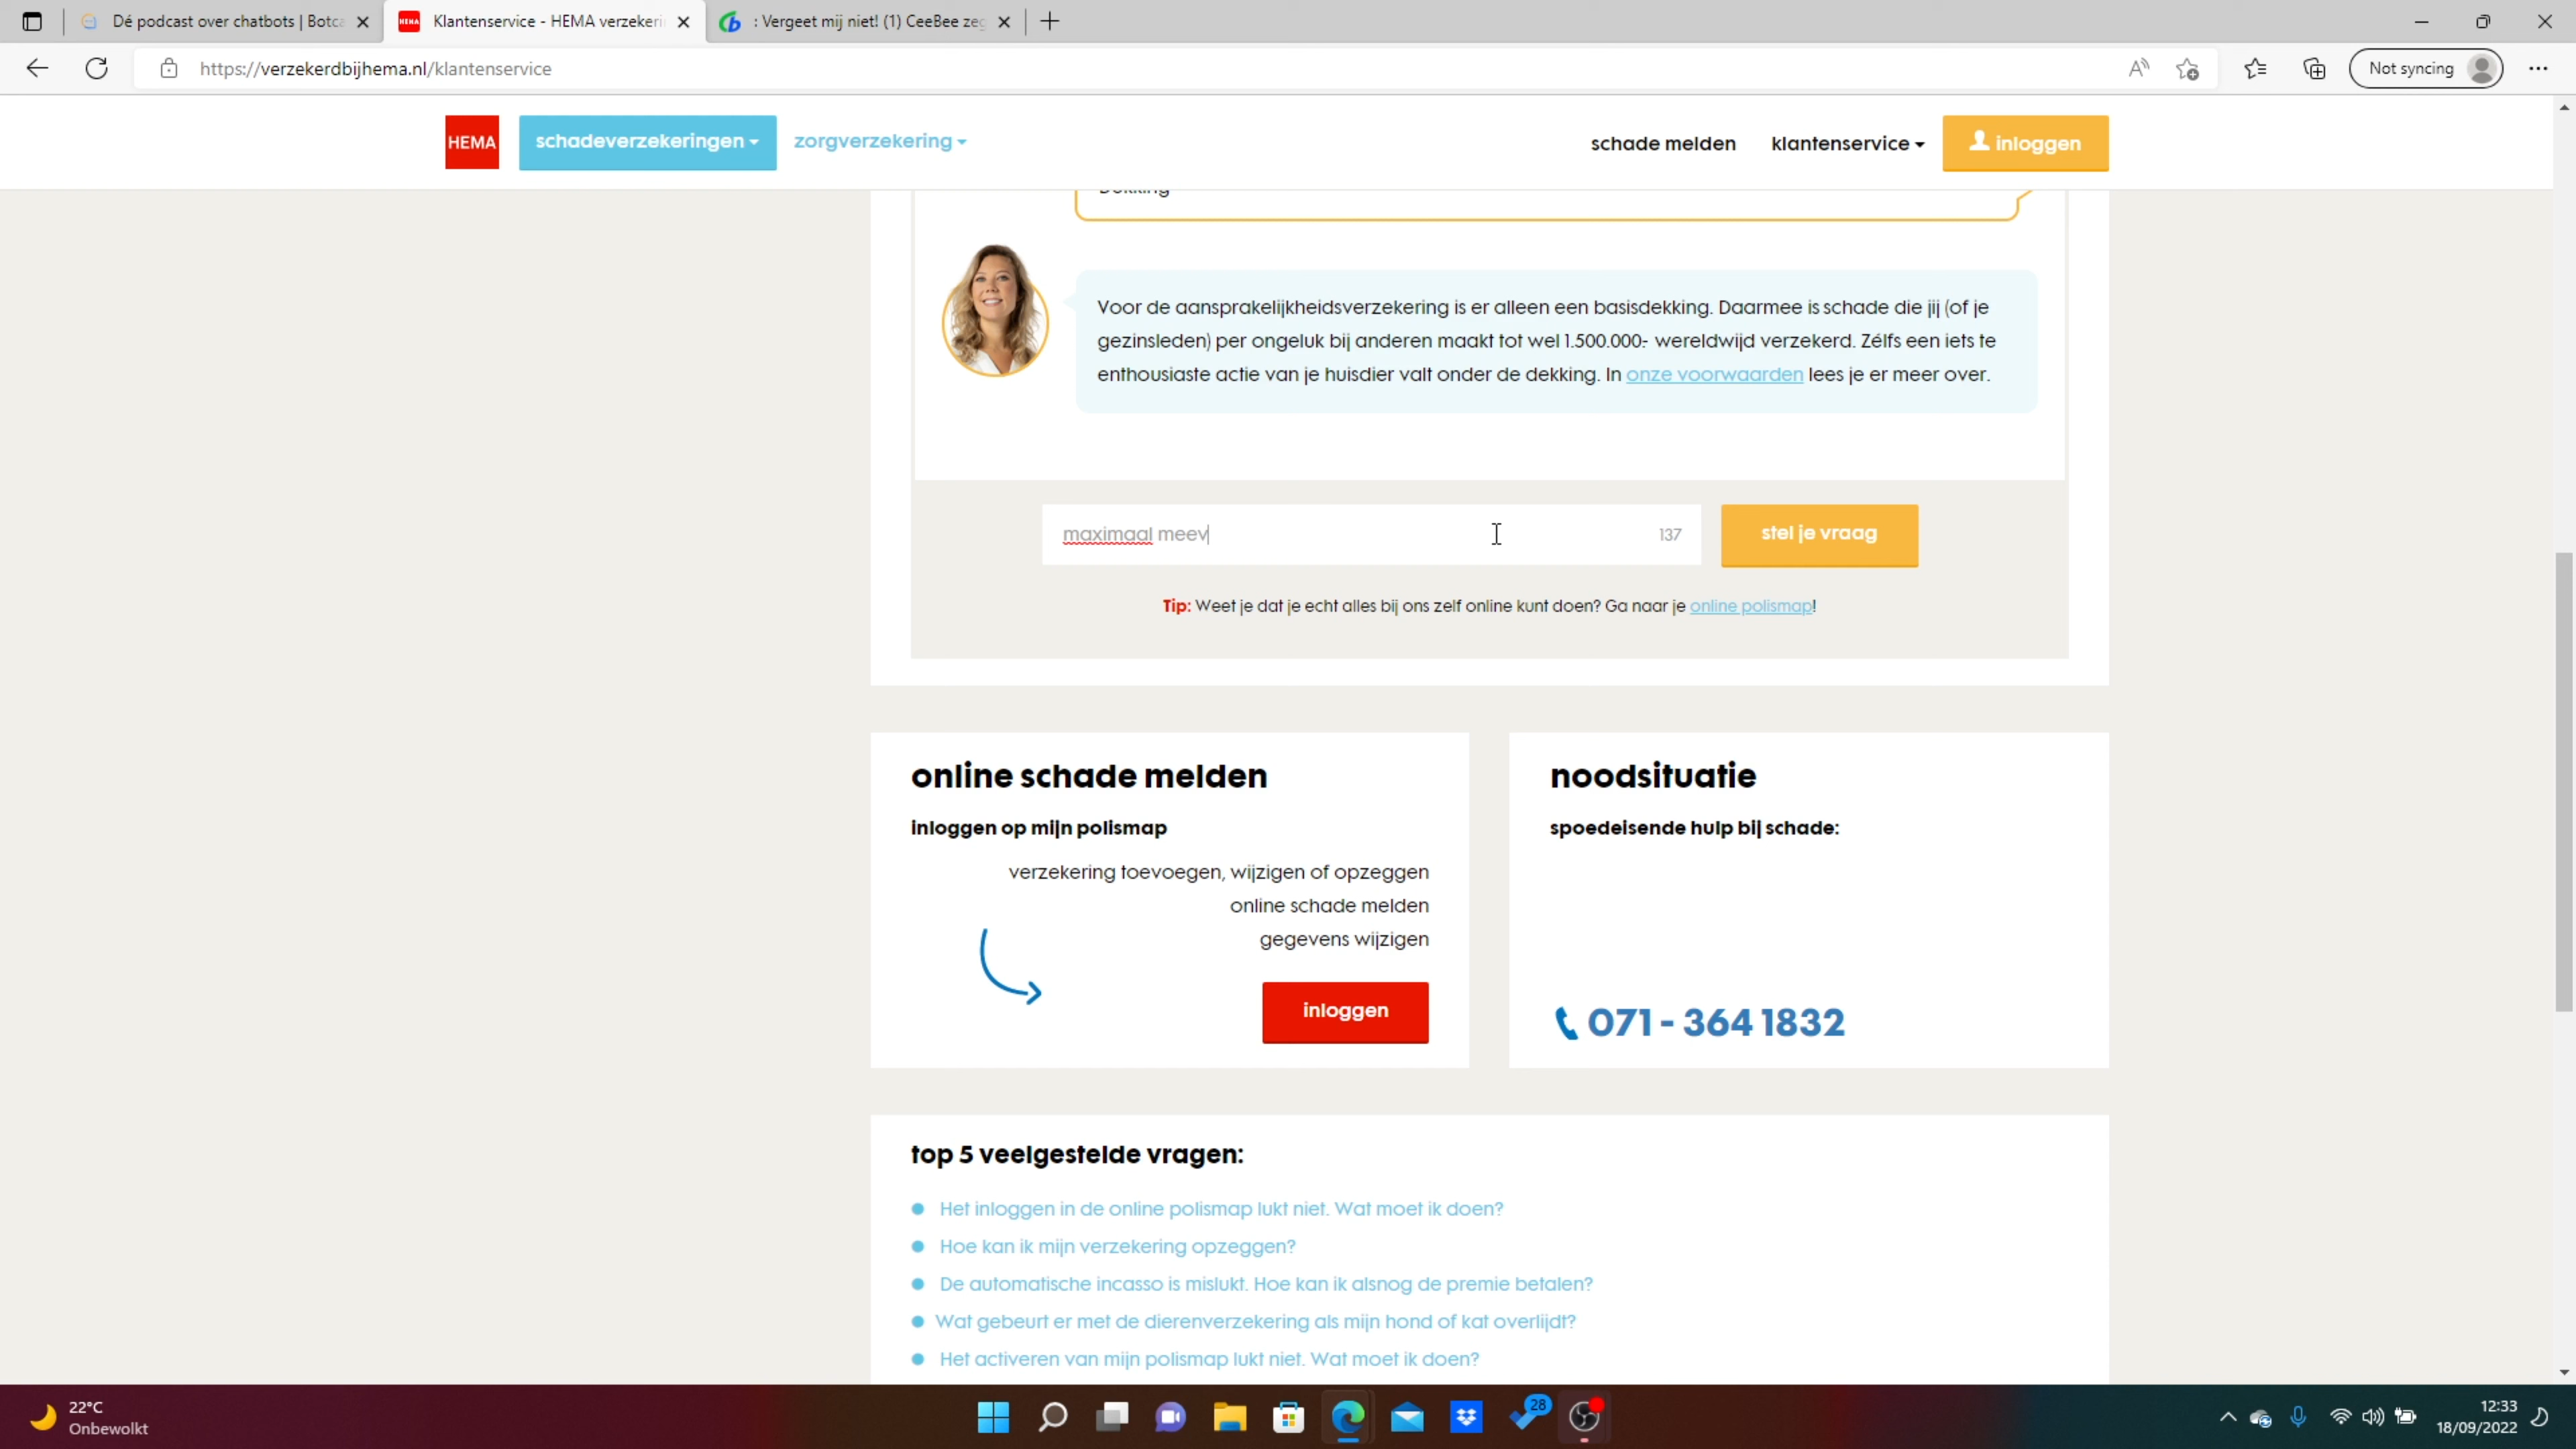 Dé podcast over chatbots | Botca
Klantenservice - HEMA verzekeri
: Vergeet mij niet! (1) CeeBee zeg
https://verzekerdbijhema.nl/klantenservice
Not syncing
HEMA
schadeverzekeringen
zorgverzekering
schade melden
klantenservice
inloggen
Dekking
Voor de aansprakelijkheidsverzekering is er alleen een basisdekking. Daarmee is schade die jij (of je
gezinsleden) per ongeluk bij anderen maakt tot wel 1.500.000,- wereldwijd verzekerd. Zélfs een iets te
enthousiaste actie van je huisdier valt onder de dekking. In onze voorwaarden lees je er meer over.
maximaal meev
137
stel je vraag
Tip: Weet je dat je echt alles bij ons zelf online kunt doen? Ga naar je online polismap!
online schade melden
inloggen op mijn polismap
verzekering toevoegen, wijzigen of opzeggen
online schade melden
gegevens wijzigen
inloggen
noodsituatie
spoedeisende hulp bij schade:
071 - 364 1832
top 5 veelgestelde vragen:
Het inloggen in de online polismap lukt niet. Wat moet ik doen?
Hoe kan ik mijn verzekering opzeggen?
De automatische incasso is mislukt. Hoe kan ik alsnog de premie betalen?
Wat gebeurt er met de dierenverzekering als mijn hond of kat overlijdt?
Het activeren van mijn polismap lukt niet. Wat moet ik doen?
22°C
Onbewolkt
28
12:33
18/09/2022